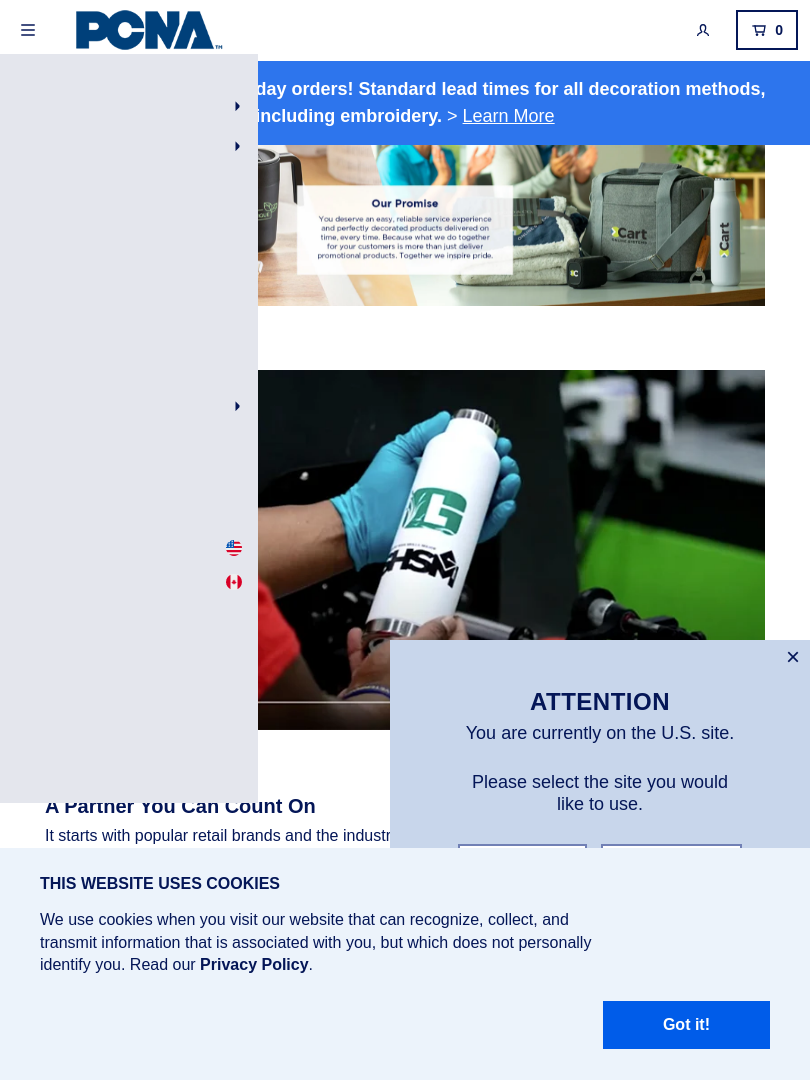 PCNA™
0
day orders! Standard lead times for all decoration methods,
including embroidery. > Learn More
Our Promise
You deserve an easy, reliable service experience
and perfectly decorated products delivered on
time, every time. Because what we do together
for your customers is more than just deliver
promotional products. Together we inspire pride.
Cart
Cart
C
G
GHSM
ATTENTION
You are currently on the U.S. site.
Please select the site you would
like to use.
A Partner You Can Count On
It starts with popular retail brands and the industr
THIS WEBSITE USES COOKIES
We use cookies when you visit our website that can recognize, collect, and
transmit information that is associated with you, but which does not personally
identify you. Read our Privacy Policy.
Got it!